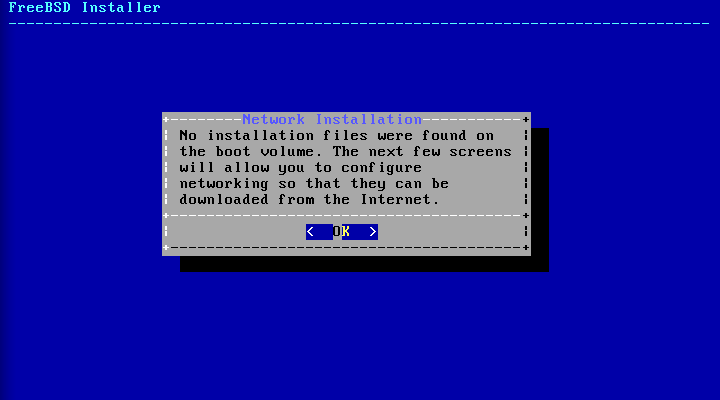 FreeBSD Installer
Network Installation
No installation files were found on
the boot volume. The next few screens
will allow you to configure
networking so that they can be
downloaded from the Internet.
<  OK  >